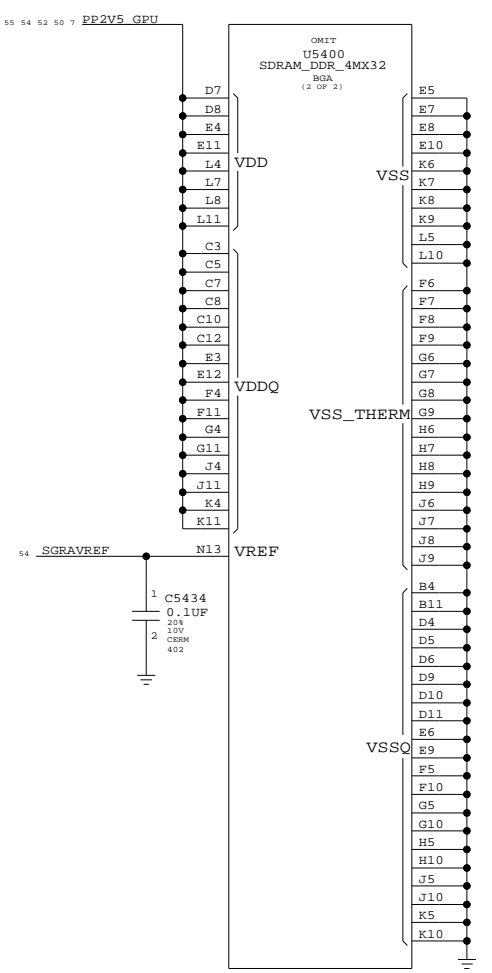 55 54 52 50 7 PP2V5 GPU
OMIT
U5400
SDRAM_DDR_4MX32
BGA
(2 OF 2)
D7
D8
E4
E11
L4
L7
L8
L11
VDD
C3
C5
C7
C8
C10
C12
E3
E12
F4
F11
G4
G11
J4
J11
K4
K11
VDDQ
54 SGRAVREF
N13 VREF
1 C5434
0.1UF
20%
10V
2 CERM
402
E5
E7
E8
E10
K6
K7
K8
K9
L5
L10
VSS
F6
F7
F8
F9
G6
G7
G8
G9
H6
H7
H8
H9
J6
J7
J8
J9
VSS_THERM
B4
B11
D4
D5
D6
D9
D10
D11
E6
E9
F5
F10
G5
G10
H5
H10
J5
J10
K5
K10
VSSQ